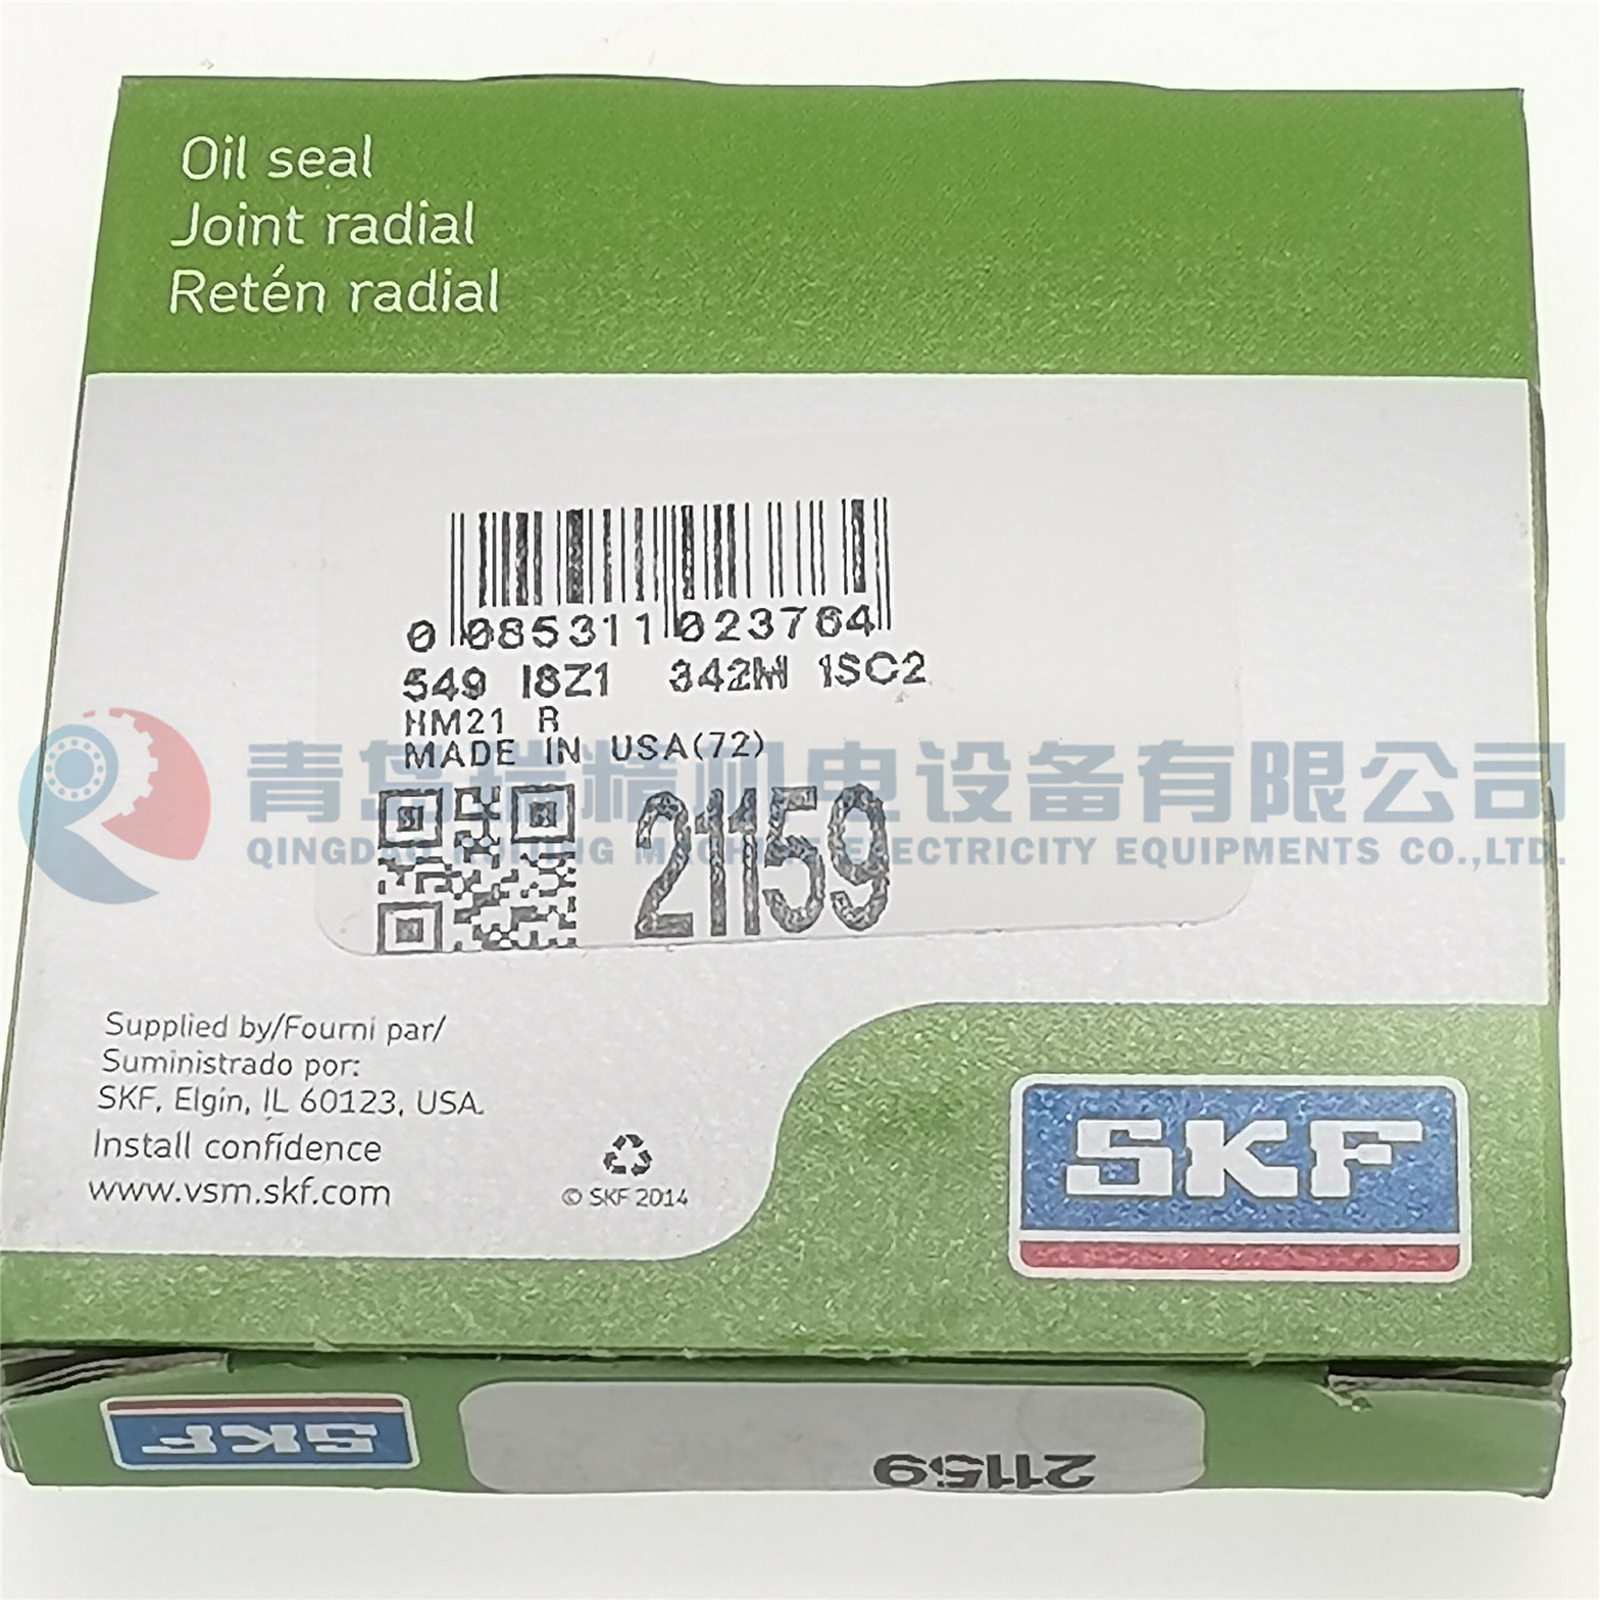 Oil seal
Joint radial
Retén radial
0 085311 023764
549 I8Z1 342M 1SC2
HM21 R
MADE IN USA(72)
21159
青岛瑞精机电设备有限公司
QINGDAO RUIJING MACHINE ELECTRICITY EQUIPMENTS CO.,LTD.
Supplied by/Fourni par/
Suministrado por:
SKF, Elgin, IL 60123, USA.
Install confidence
www.vsm.skf.com
© SKF 2014
SKF
SKF
21159